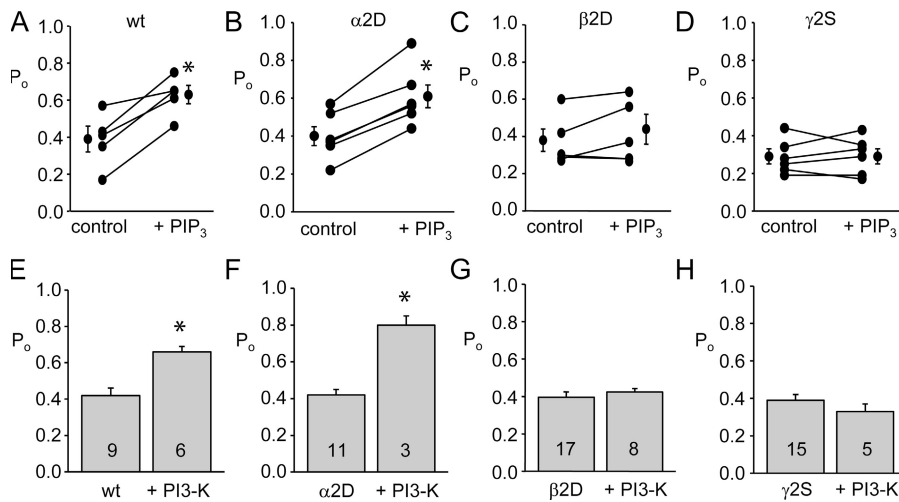 A wt
B α2D
C β2D
D γ2S
Pₒ
1.0
0.8
0.6
0.4
0.2
0.0
*
control + PIP₃
Pₒ
1.0
0.8
0.6
0.4
0.2
0.0
*
control + PIP₃
Pₒ
1.0
0.8
0.6
0.4
0.2
0.0
control + PIP₃
Pₒ
1.0
0.8
0.6
0.4
0.2
0.0
control + PIP₃
E
Pₒ
1.0
0.8
0.6
0.4
0.2
0.0
*
9 6
wt + PI3-K
F
Pₒ
1.0
0.8
0.6
0.4
0.2
0.0
*
11 3
α2D + PI3-K
G
Pₒ
1.0
0.8
0.6
0.4
0.2
0.0
17 8
β2D + PI3-K
H
Pₒ
1.0
0.8
0.6
0.4
0.2
0.0
15 5
γ2S + PI3-K